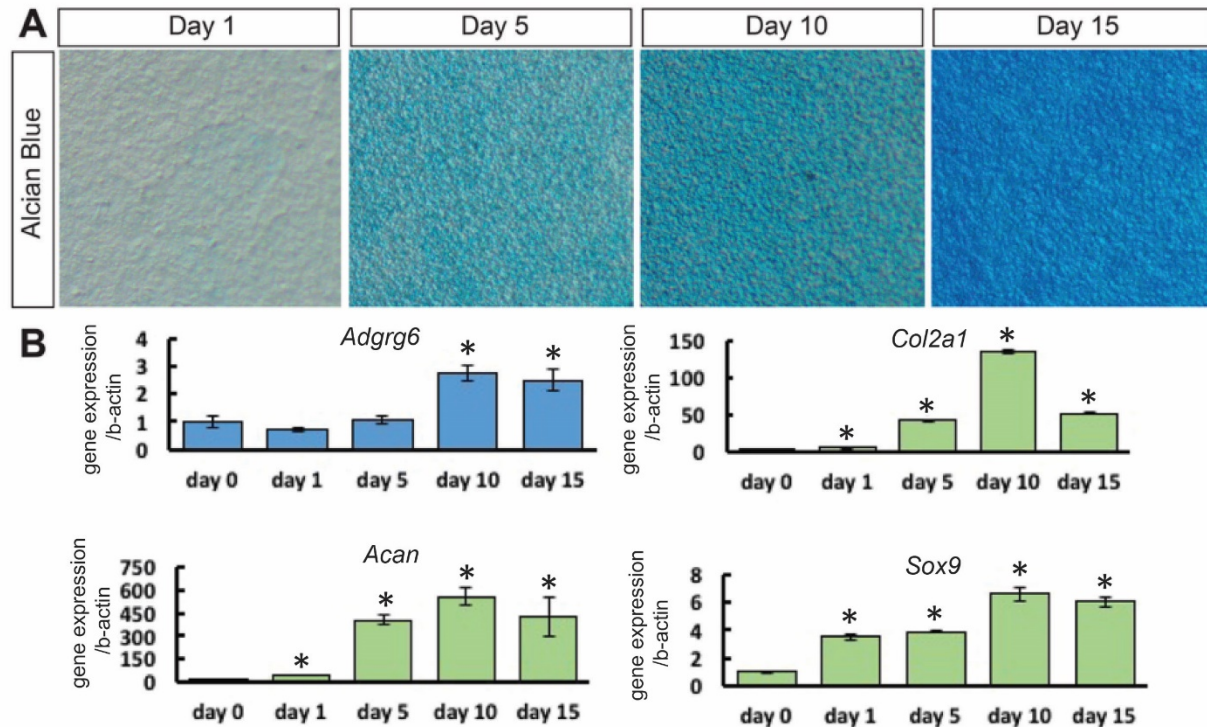 A
Day 1 Day 5 Day 10 Day 15
Alcian Blue
B
Adgrg6
gene expression
/b-actin
4
3
2
1
0
* *
day 0 day 1 day 5 day 10 day 15
Col2a1
gene expression
/b-actin
150
100
50
0
* * * *
day 0 day 1 day 5 day 10 day 15
Acan
gene expression
/b-actin
750
600
450
300
150
0
* * * *
day 0 day 1 day 5 day 10 day 15
Sox9
gene expression
/b-actin
8
6
4
2
0
* * * *
day 0 day 1 day 5 day 10 day 15